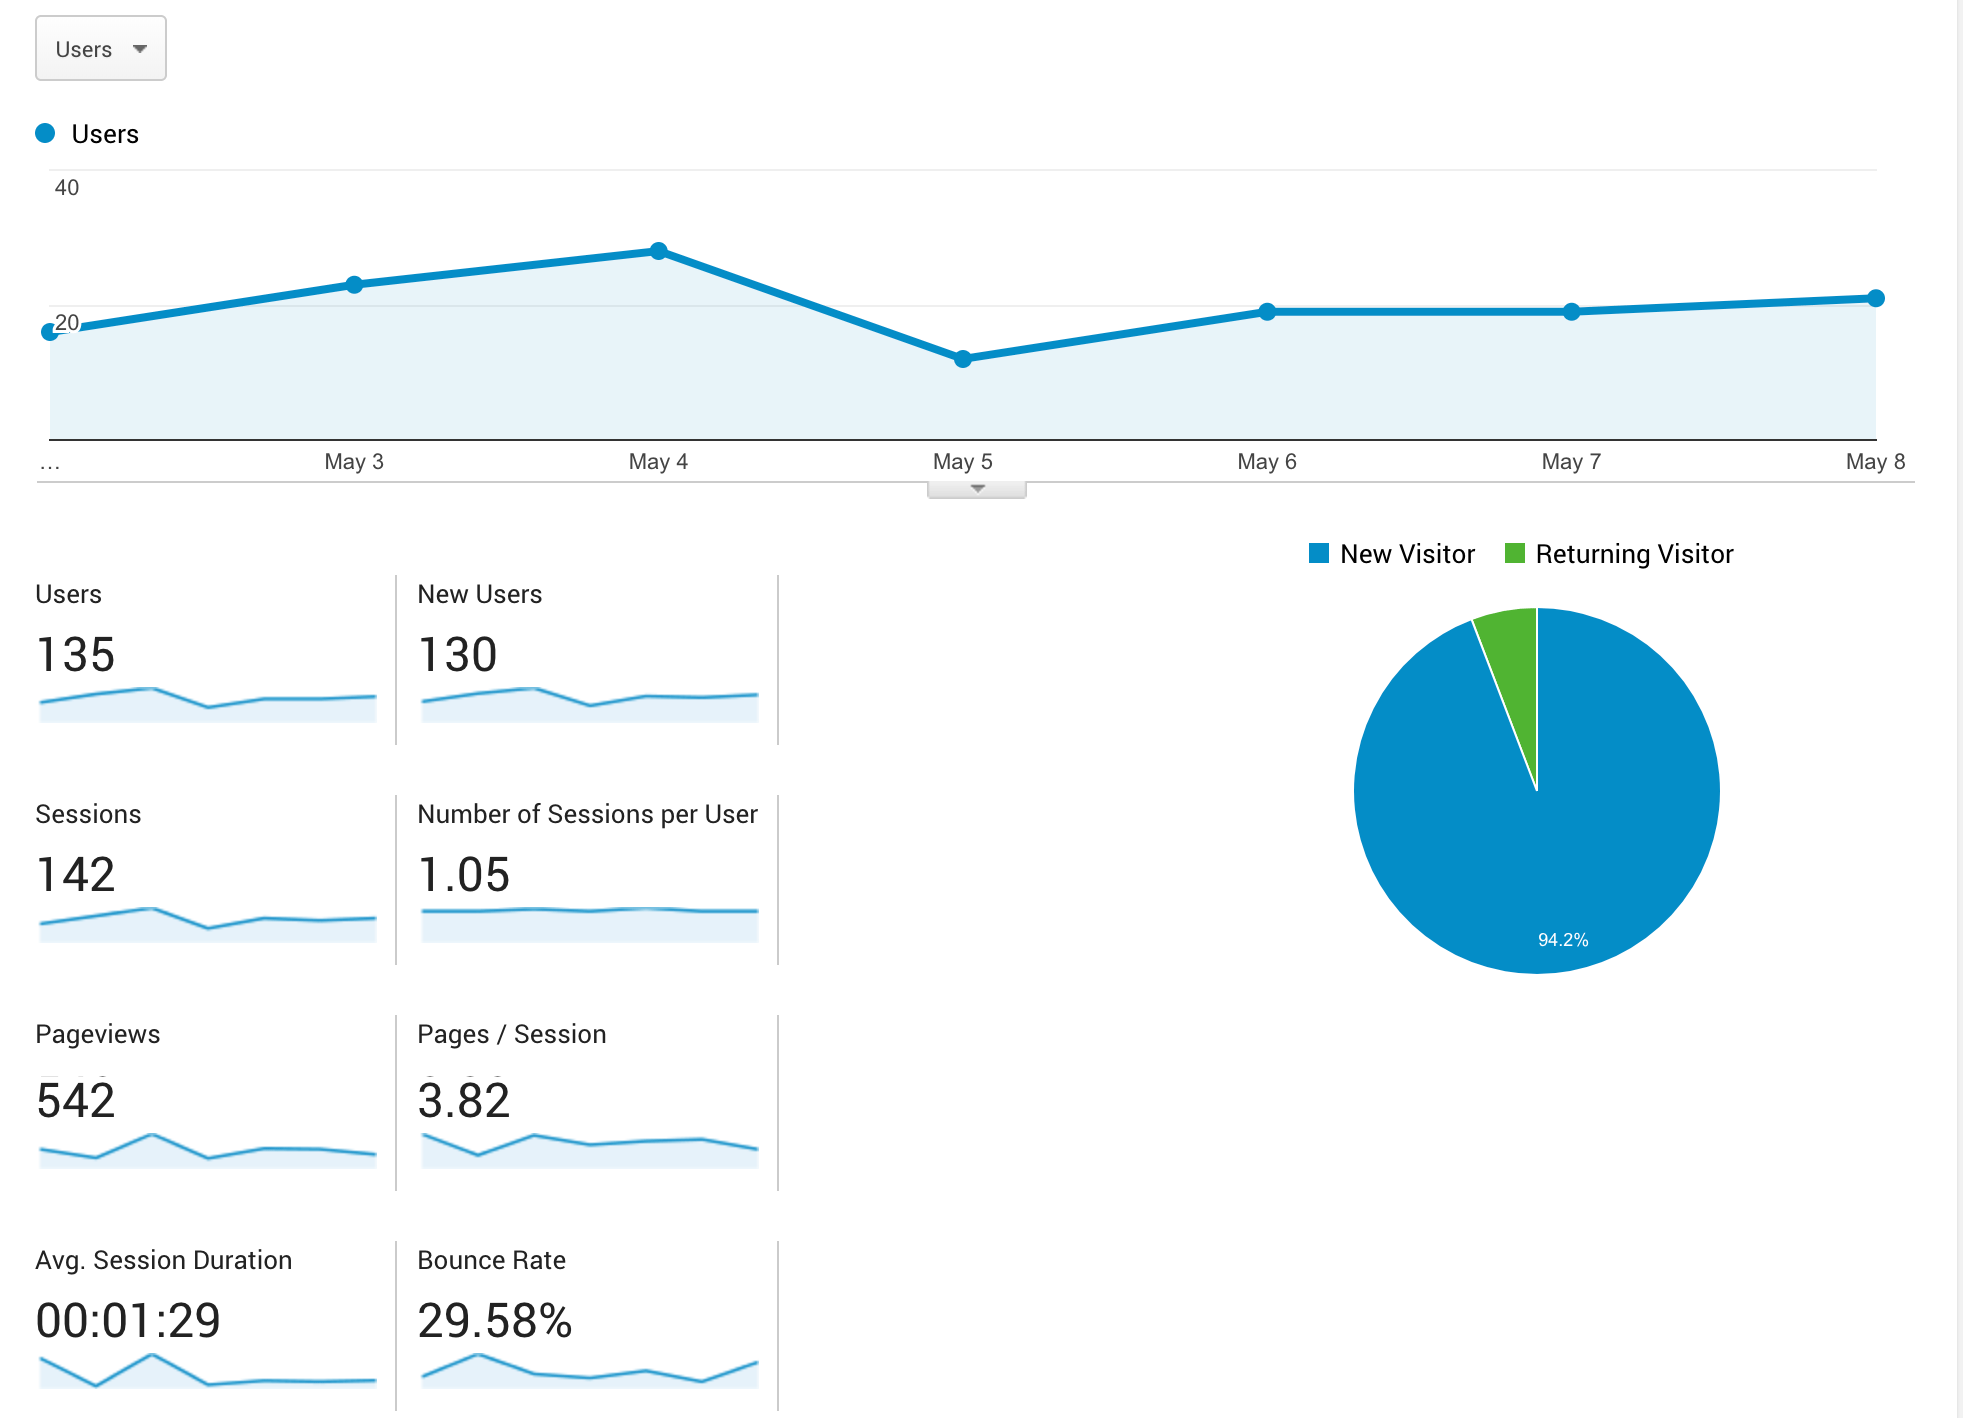 Users
Users
40
20
... May 3 May 4 May 5 May 6 May 7 May 8
New Visitor Returning Visitor
94.2%
Users New Users
135 130
Sessions Number of Sessions per User
142 1.05
Pageviews Pages / Session
542 3.82
Avg. Session Duration Bounce Rate
00:01:29 29.58%